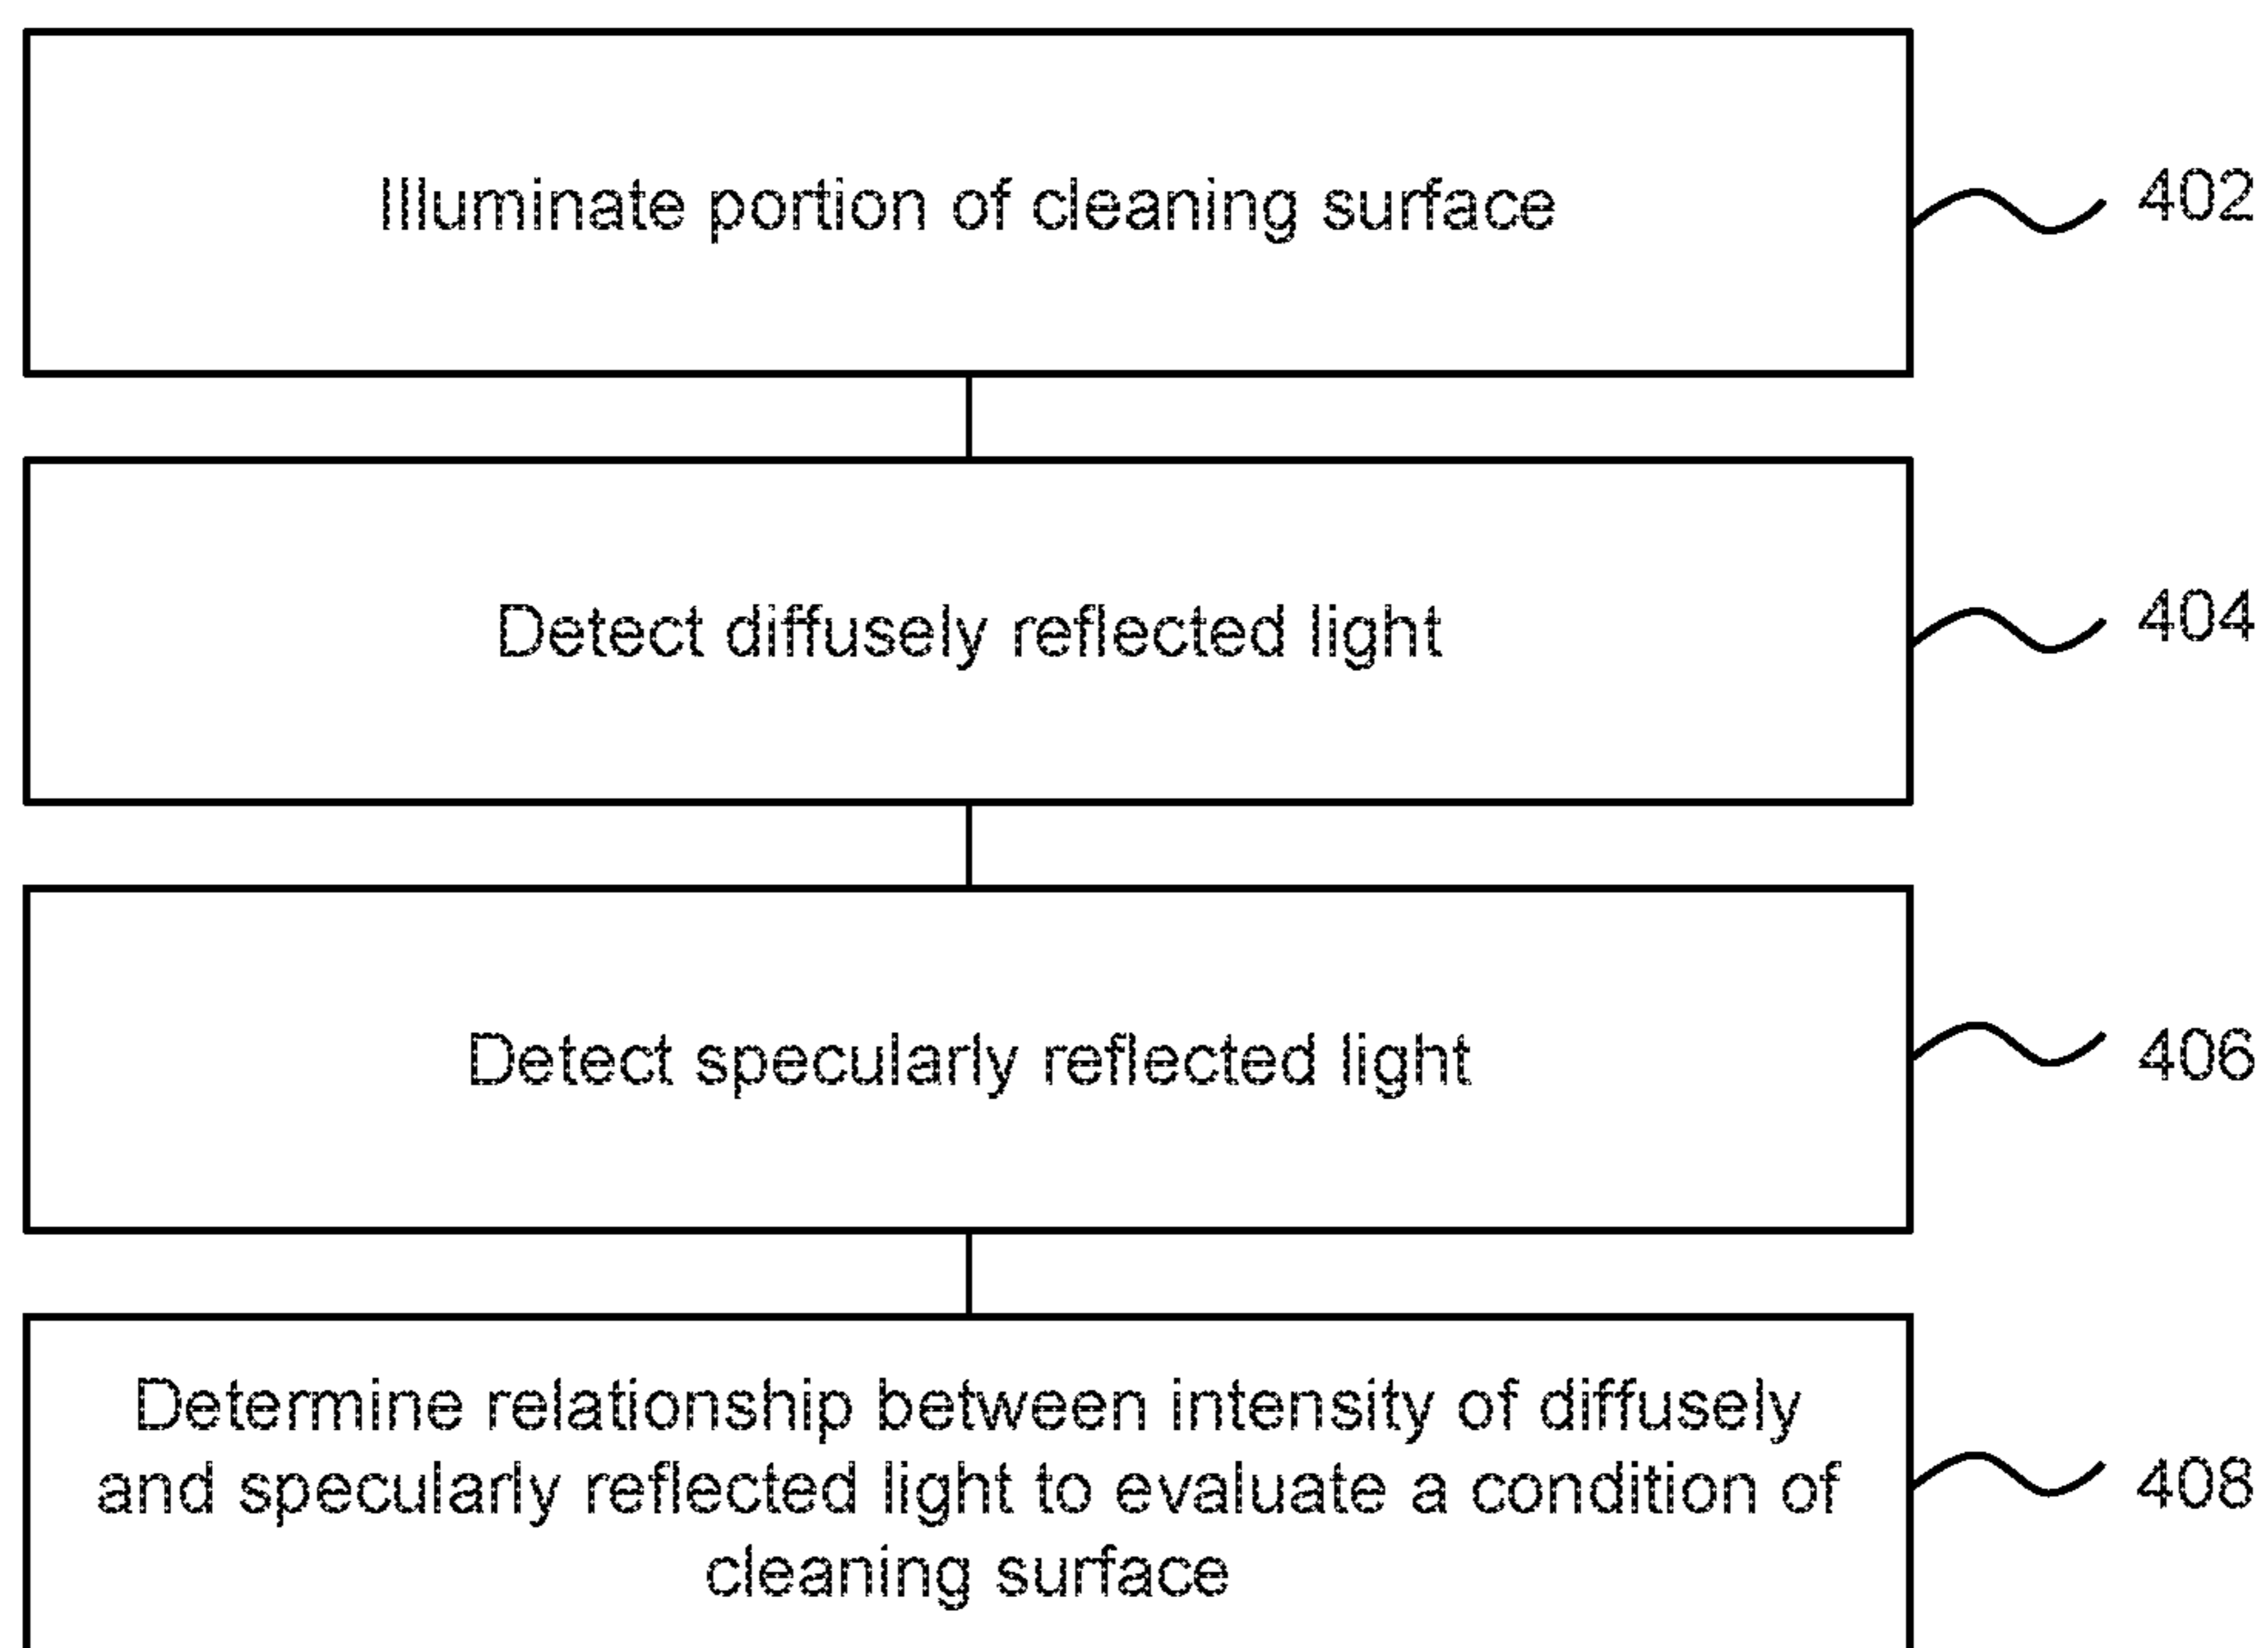 Illuminate portion of cleaning surface
402
Detect diffusely reflected light
404
Detect specularly reflected light
406
Determine relationship between intensity of diffusely
and specularly reflected light to evaluate a condition of
cleaning surface
408